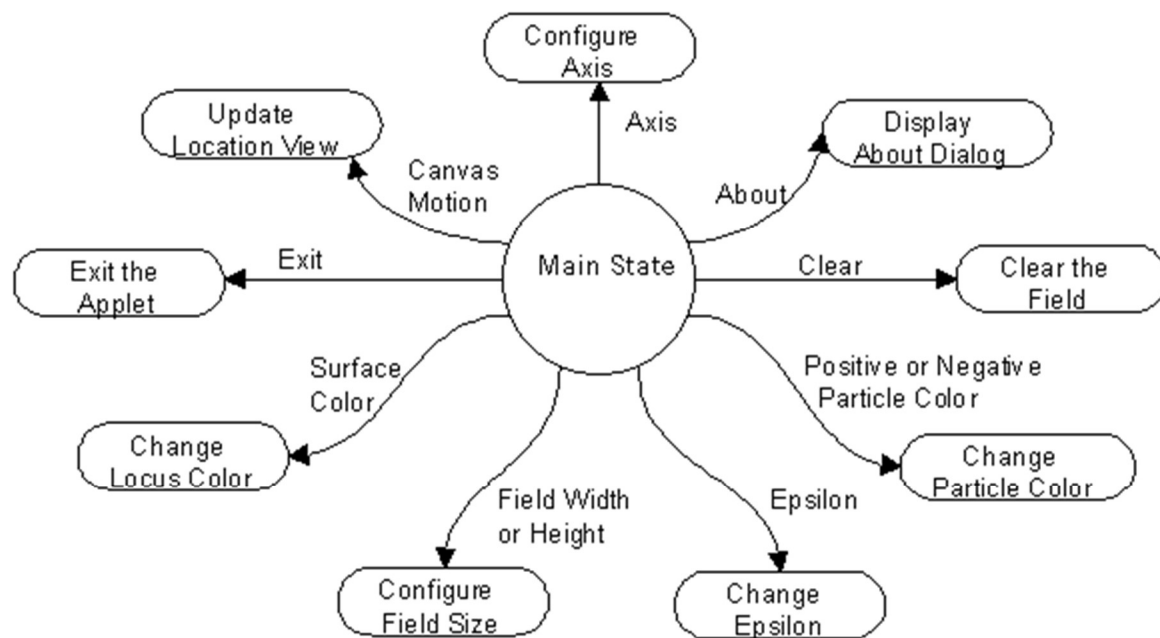 Configure
Axis
Axis
Update
Location View
Display
About Dialog
Canvas
Motion
About
Exit the
Applet
Exit
Main State
Clear
Clear the
Field
Surface
Color
Positive or Negative
Particle Color
Change
Locus Color
Change
Particle Color
Field Width
or Height
Epsilon
Configure
Field Size
Change
Epsilon